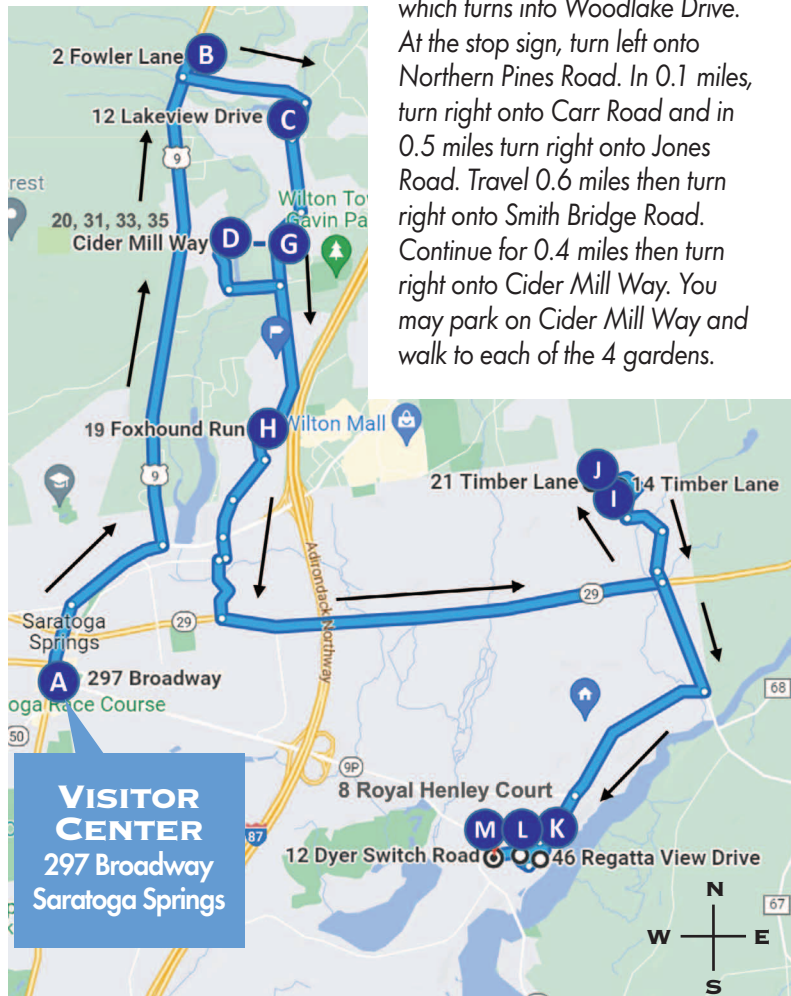 which turns into Woodlake Drive.
At the stop sign, turn left onto
Northern Pines Road. In 0.1 miles,
turn right onto Carr Road and in
0.5 miles turn right onto Jones
Road. Travel 0.6 miles then turn
right onto Smith Bridge Road.
Continue for 0.4 miles then turn
right onto Cider Mill Way. You
may park on Cider Mill Way and
walk to each of the 4 gardens.
2 Fowler Lane B
12 Lakeview Drive C
9
rest
Wilton To
Gavin Pa
20, 31, 33, 35
Cider Mill Way D - G
19 Foxhound Run H
Wilton Mall
9
21 Timber Lane J
I 14 Timber Lane
Adirondack Northway
29
29
Saratoga
Springs
A 297 Broadway
oga Race Course
50
68
9P
87
8 Royal Henley Court
M L K
12 Dyer Switch Road
46 Regatta View Drive
67
VISITOR
CENTER
297 Broadway
Saratoga Springs
N
W E
S